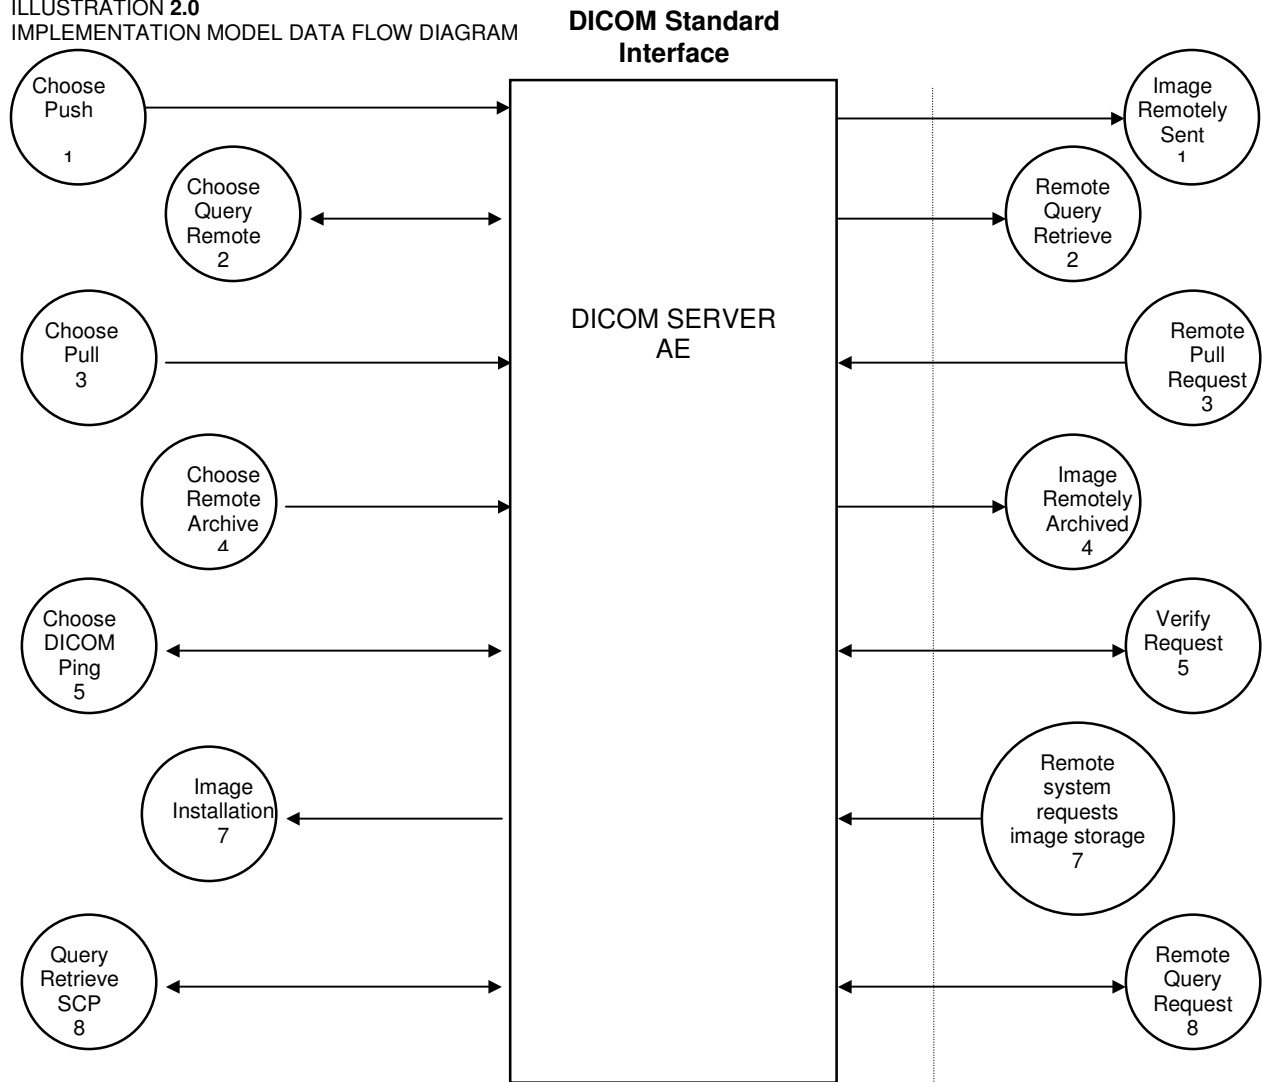 ILLUSTRATION 2.0
IMPLEMENTATION MODEL DATA FLOW DIAGRAM
DICOM Standard
Interface
Choose
Push
1
Image
Remotely
Sent
1
Choose
Query
Remote
2
Remote
Query
Retrieve
2
DICOM SERVER
AE
Choose
Pull
3
Remote
Pull
Request
3
Choose
Remote
Archive
4
Image
Remotely
Archived
4
Choose
DICOM
Ping
5
Verify
Request
5
Image
Installation
7
Remote
system
requests
image storage
7
Query
Retrieve
SCP
8
Remote
Query
Request
8